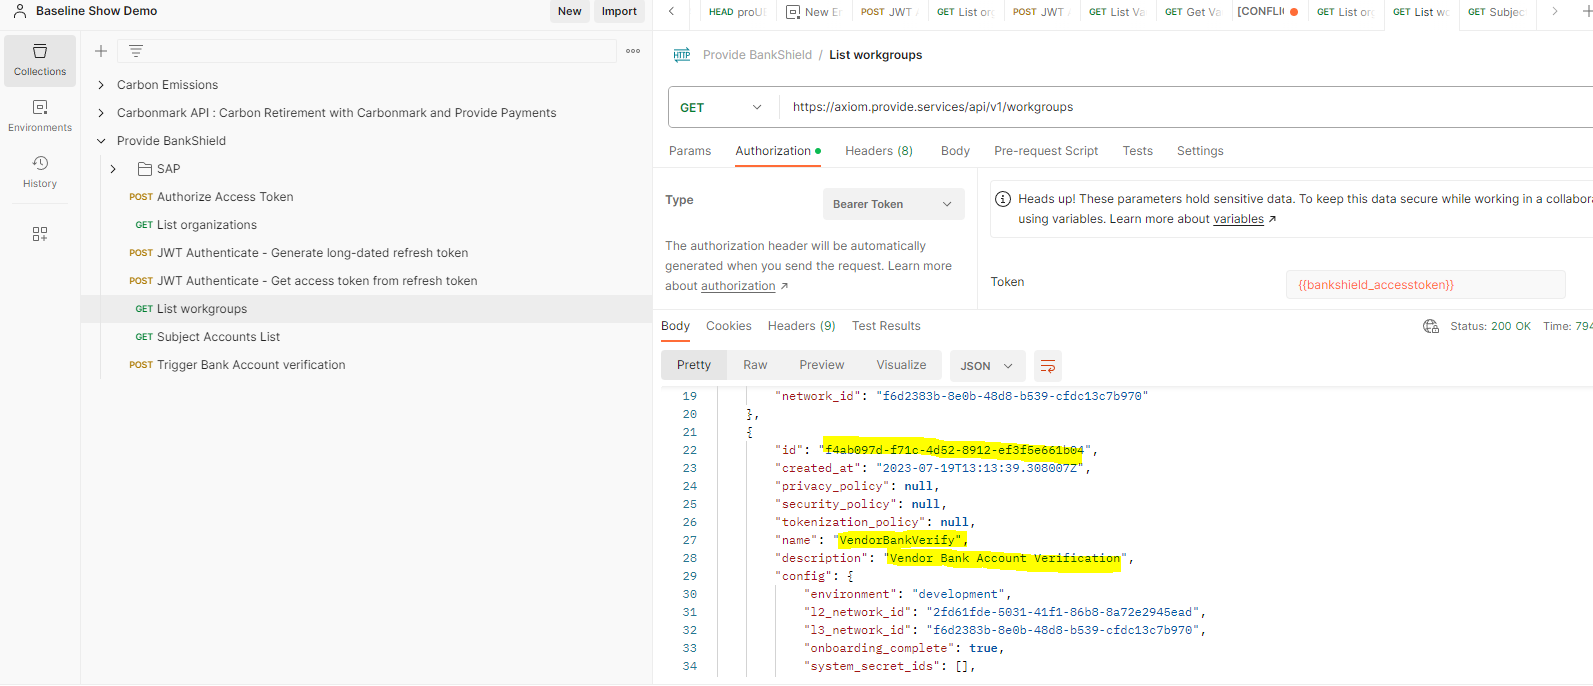 Baseline Show Demo
New
Import
HEAD proU
New E
POST JWT
GET List or
POST JWT
GET List Va
GET Get Va
[CONFLI
GET List or
GET List wo
GET Subjec
Collections
Environments
History
Carbon Emissions
Carbonmark API : Carbon Retirement with Carbonmark and Provide Payments
Provide BankShield
SAP
POST Authorize Access Token
GET List organizations
POST JWT Authenticate - Generate long-dated refresh token
POST JWT Authenticate - Get access token from refresh token
GET List workgroups
GET Subject Accounts List
POST Trigger Bank Account verification
HTTP Provide BankShield / List workgroups
GET https://axiom.provide.services/api/v1/workgroups
Params Authorization Headers (8) Body Pre-request Script Tests Settings
Type Bearer Token
The authorization header will be automatically
generated when you send the request. Learn more
about authorization ↗
Heads up! These parameters hold sensitive data. To keep this data secure while working in a collabora
using variables. Learn more about variables ↗
Token {{bankshield_accesstoken}}
Body Cookies Headers (9) Test Results
Status: 200 OK Time: 794
Pretty Raw Preview Visualize JSON
19 "network_id": "f6d2383b-8e0b-48d8-b539-cfdc13c7b970"
20 },
21 {
22 "id": "f4ab097d-f71c-4d52-8912-ef3f5e661b04",
23 "created_at": "2023-07-19T13:13:39.308007Z",
24 "privacy_policy": null,
25 "security_policy": null,
26 "tokenization_policy": null,
27 "name": "VendorBankVerify",
28 "description": "Vendor Bank Account Verification",
29 "config": {
30 "environment": "development",
31 "l2_network_id": "2fd61fde-5031-41f1-86b8-8a72e2945ead",
32 "l3_network_id": "f6d2383b-8e0b-48d8-b539-cfdc13c7b970",
33 "onboarding_complete": true,
34 "system_secret_ids": [],